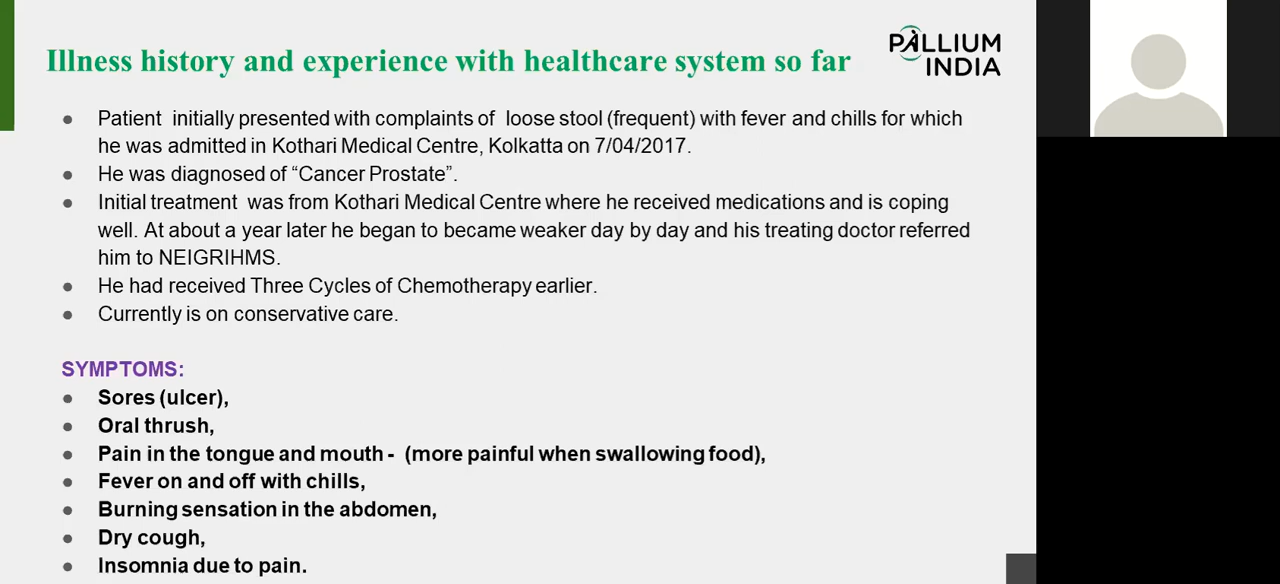 Illness history and experience with healthcare system so far
PALLIUM
INDIA
● Patient initially presented with complaints of loose stool (frequent) with fever and chills for which
he was admitted in Kothari Medical Centre, Kolkatta on 7/04/2017.
● He was diagnosed of “Cancer Prostate”.
● Initial treatment was from Kothari Medical Centre where he received medications and is coping
well. At about a year later he began to became weaker day by day and his treating doctor referred
him to NEIGRIHMS.
● He had received Three Cycles of Chemotherapy earlier.
● Currently is on conservative care.
SYMPTOMS:
● Sores (ulcer),
● Oral thrush,
● Pain in the tongue and mouth - (more painful when swallowing food),
● Fever on and off with chills,
● Burning sensation in the abdomen,
● Dry cough,
● Insomnia due to pain.